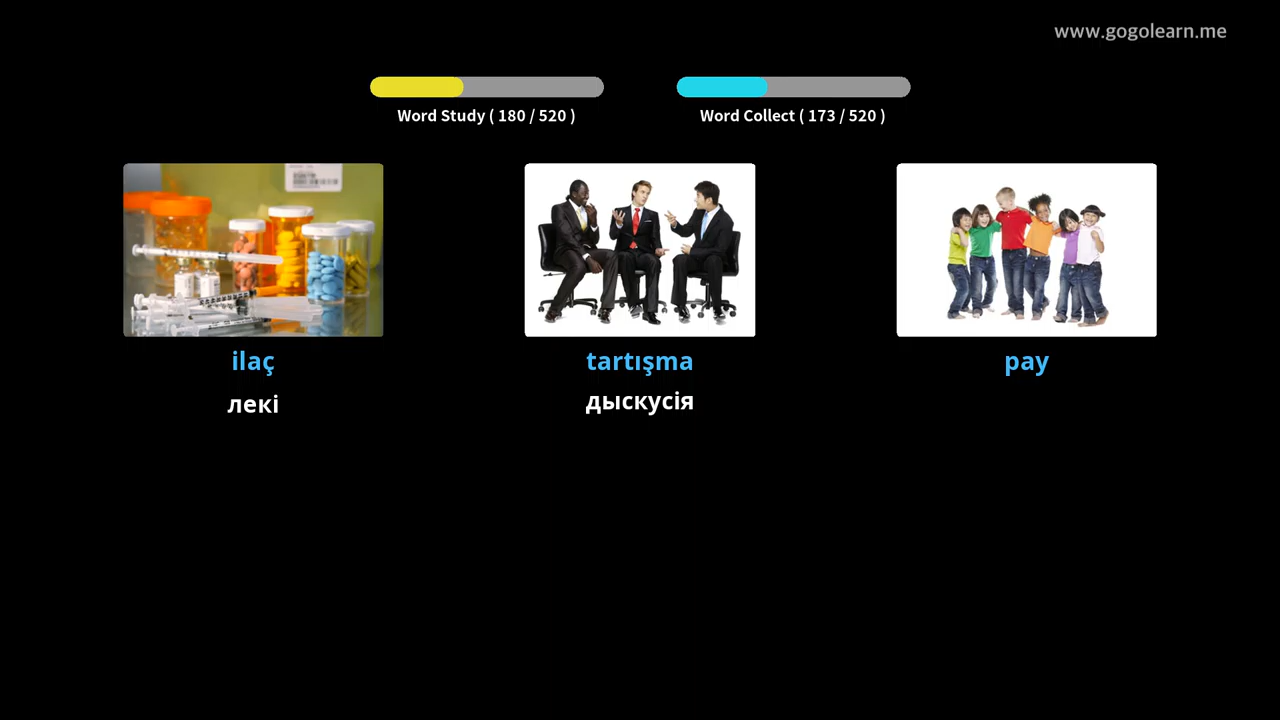 www.gogolearn.me
Word Study ( 180 / 520 )
Word Collect ( 173 / 520 )
ilaç
tartışma
pay
лекі
дыскусія